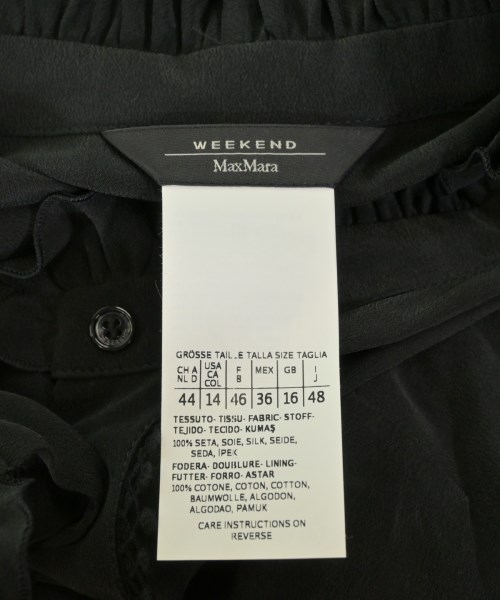 WEEKEND
MaxMara
GRÖSSE TAILLE TALLA SIZE TAGLIA
CH A NL D USA CA COL F B MEX GB I J
44 14 46 36 16 48
TESSUTO- TISSU- FABRIC- STOFF-
TEJIDO- TECIDO- KUMAŞ
100% SETA, SOIE, SILK, SEIDE,
SEDA, İPEK
FODERA- DOUBLURE- LINING-
FUTTER- FORRO- ASTAR
100% COTONE, COTON, COTTON,
BAUMWOLLE, ALGODON,
ALGODAO, PAMUK
CARE INSTRUCTIONS ON
REVERSE